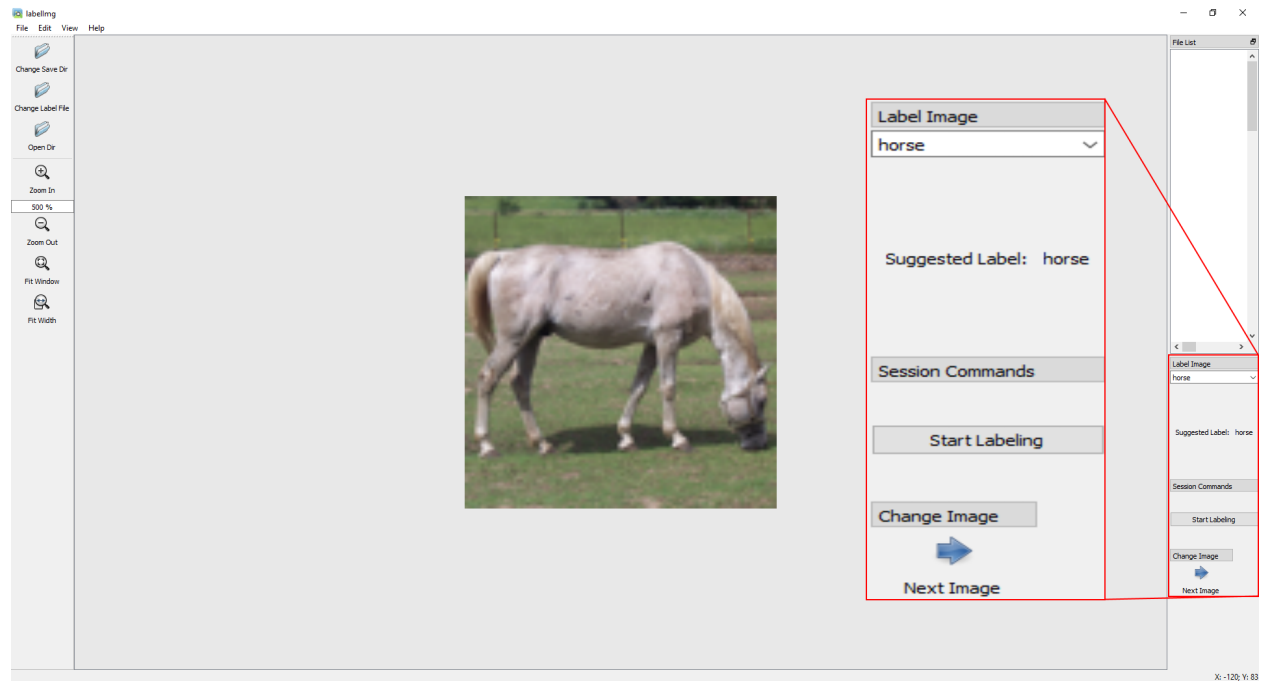 labelImg
File Edit View Help
Change Save Dir
Change Label File
Open Dir
Zoom In
500 %
Zoom Out
Fit Window
Fit Width
Label Image
horse
Suggested Label: horse
Session Commands
Start Labeling
Change Image
Next Image
File List
Label Image
horse
Suggested Label: horse
Session Commands
Start Labeling
Change Image
Next Image
X: -120; Y: 83